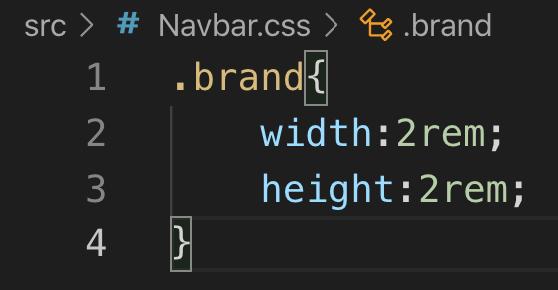 src > # Navbar.css > .brand
1 .brand{
2 width:2rem;
3 height:2rem;
4 }